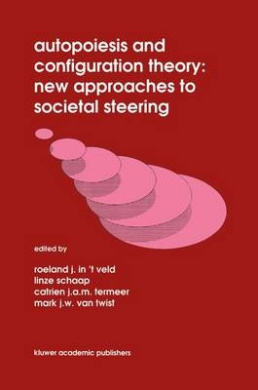 autopoiesis and
configuration theory:
new approaches to
societal steering
edited by
roeland j. in 't veld
linze schaap
catrien j.a.m. termeer
mark j.w. van twist
kluwer academic publishers